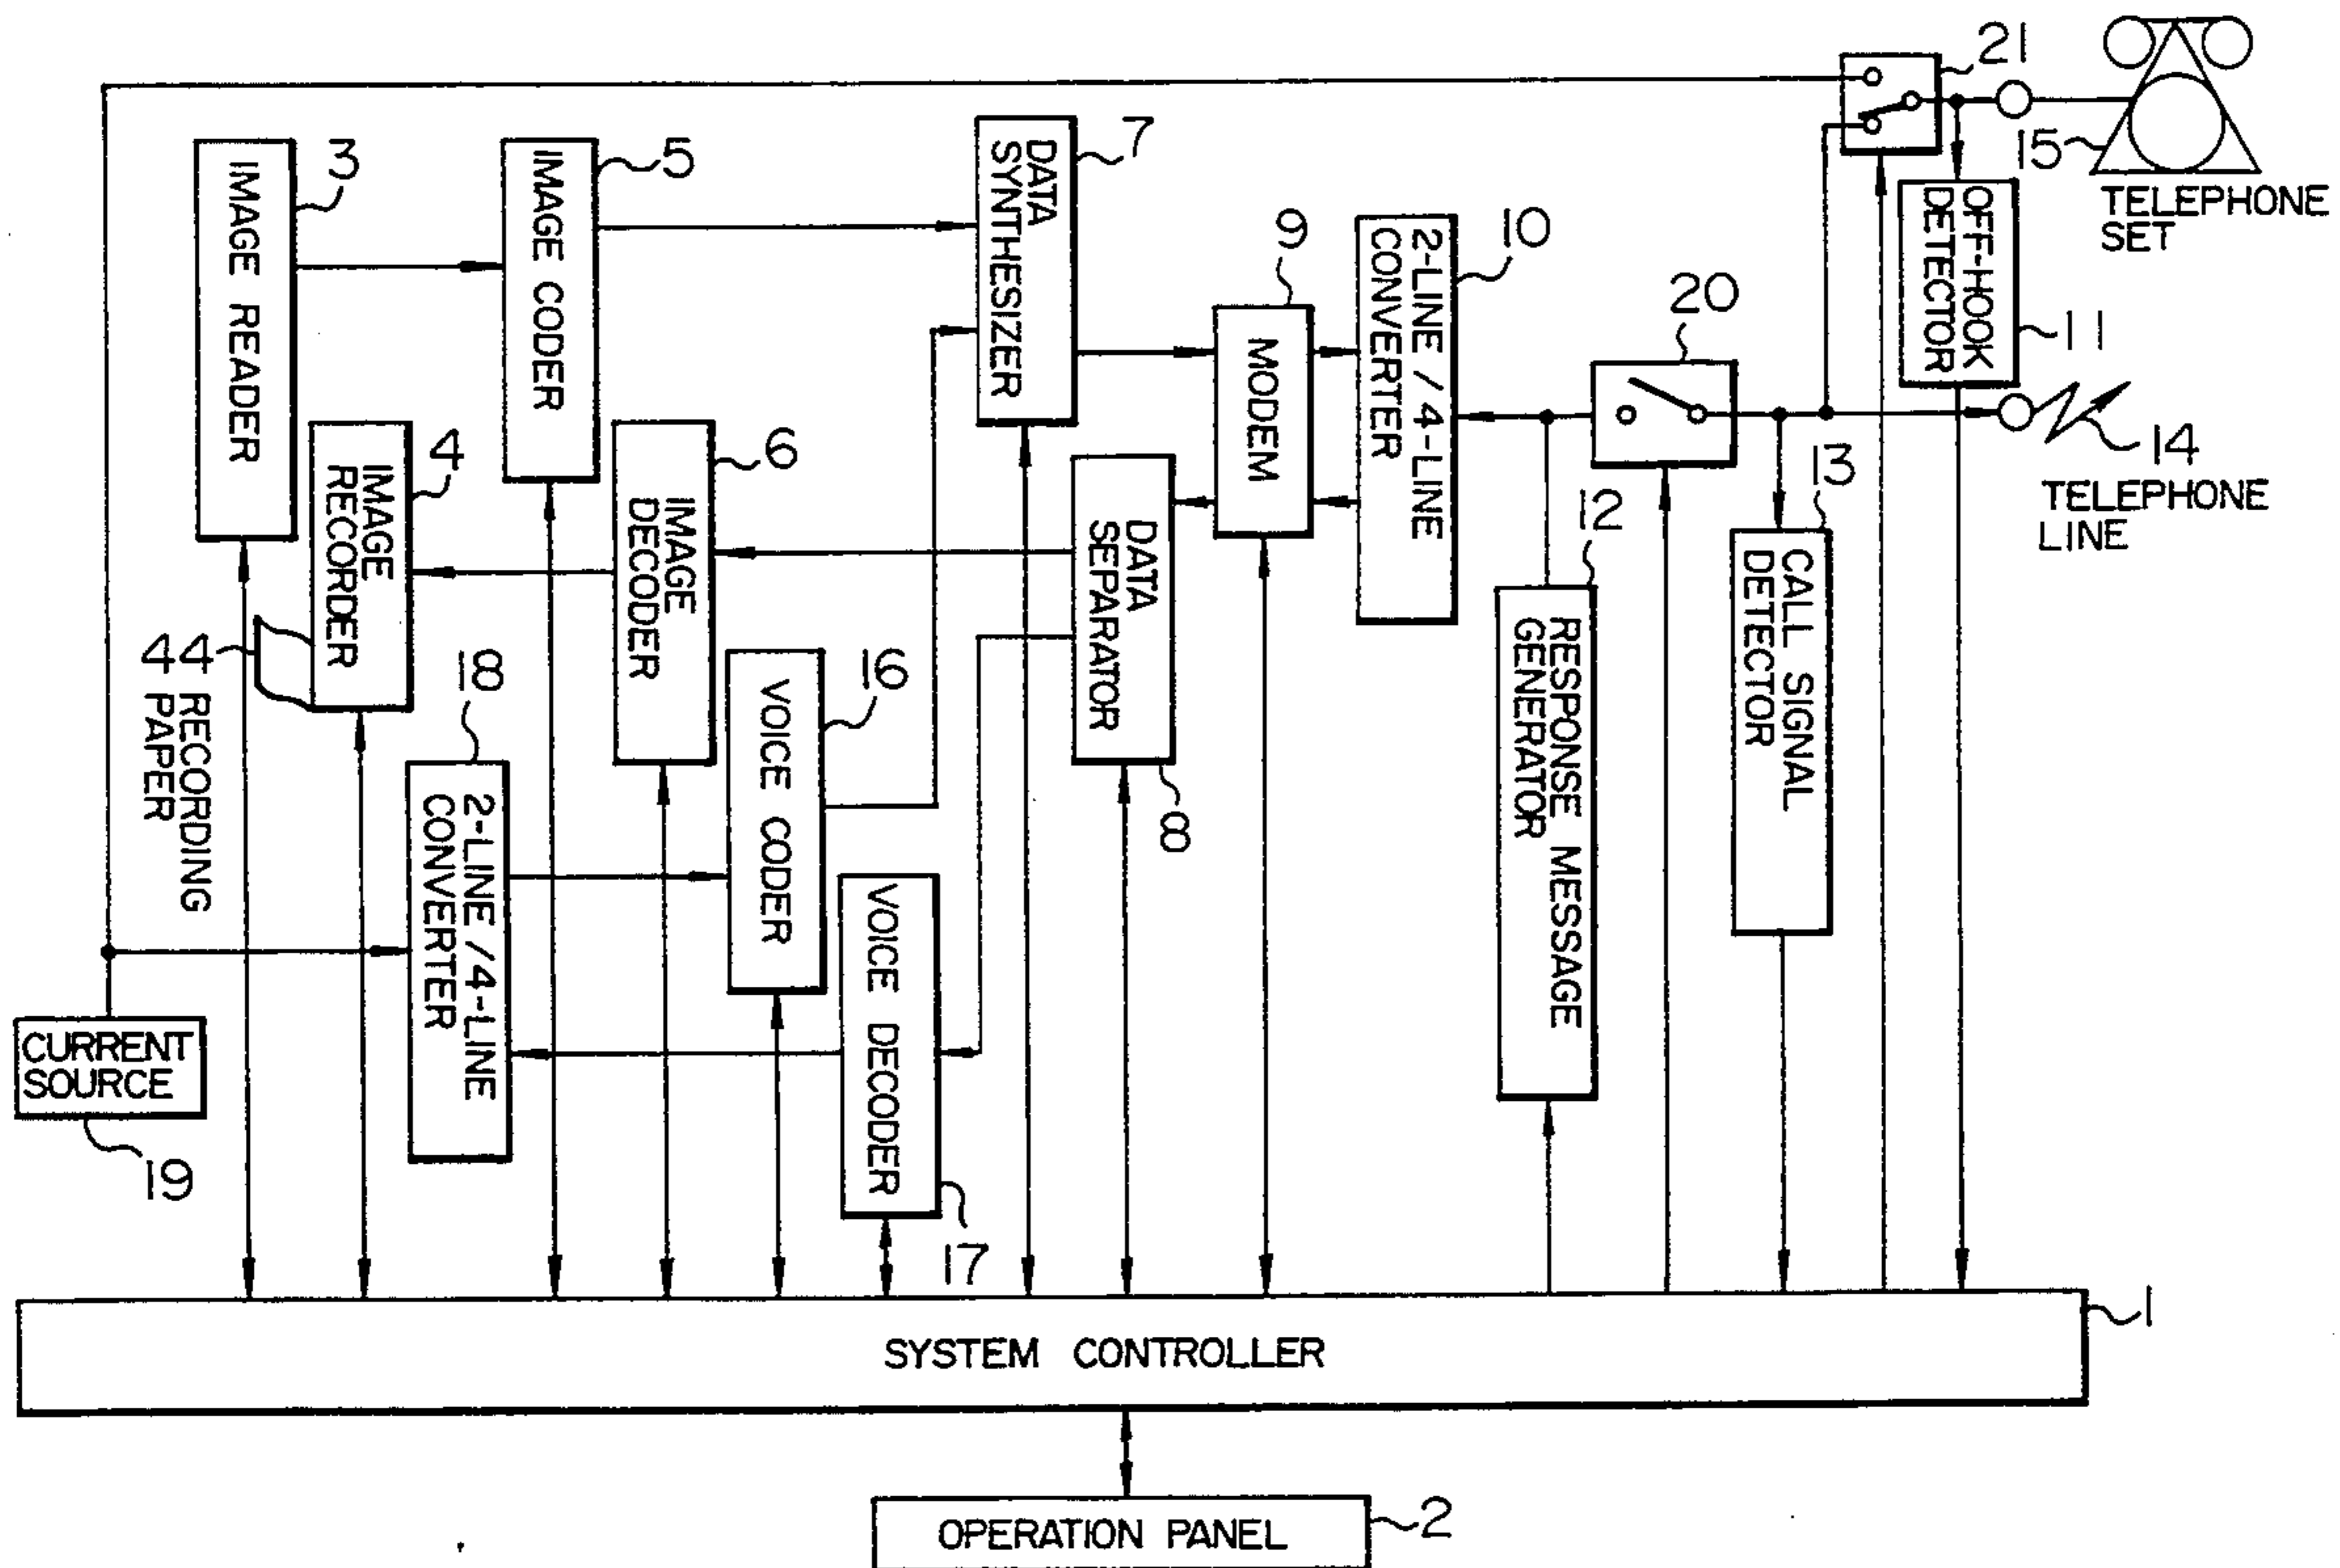 21
15
TELEPHONE
SET
3
IMAGE READER
5
IMAGE CODER
7
DATA
SYNTHESIZER
9
MODEM
10
2-LINE / 4-LINE
CONVERTER
20
OFF-HOOK
DETECTOR
11
14
TELEPHONE
LINE
4
IMAGE
RECORDER
6
IMAGE
DECODER
DATA
SEPARATOR
8
12
RESPONSE MESSAGE
GENERATOR
13
CALL SIGNAL
DETECTOR
44 RECORDING
PAPER
18
2-LINE / 4-LINE
CONVERTER
16
VOICE CODER
VOICE DECODER
17
CURRENT
SOURCE
19
SYSTEM CONTROLLER
1
OPERATION PANEL
2